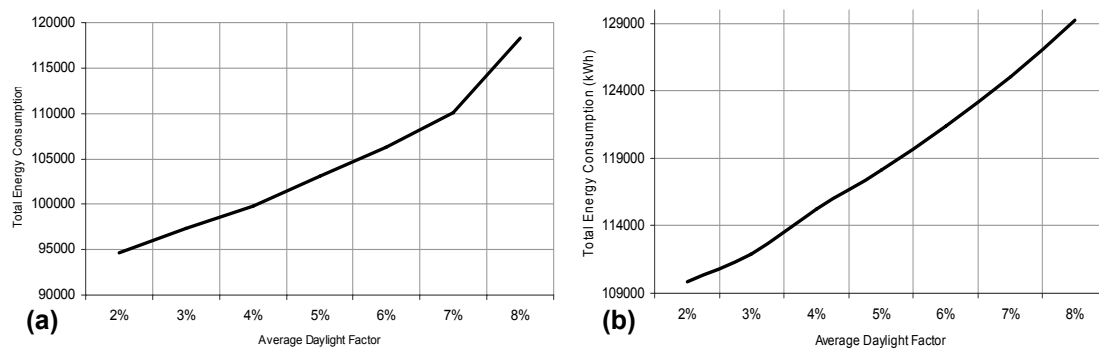 120000
115000
110000
105000
100000
95000
90000
Total Energy Consumption
2% 3% 4% 5% 6% 7% 8%
Average Daylight Factor
(a)
129000
124000
119000
114000
109000
Total Energy Consumption (kWh)
2% 3% 4% 5% 6% 7% 8%
Average Daylight Factor
(b)